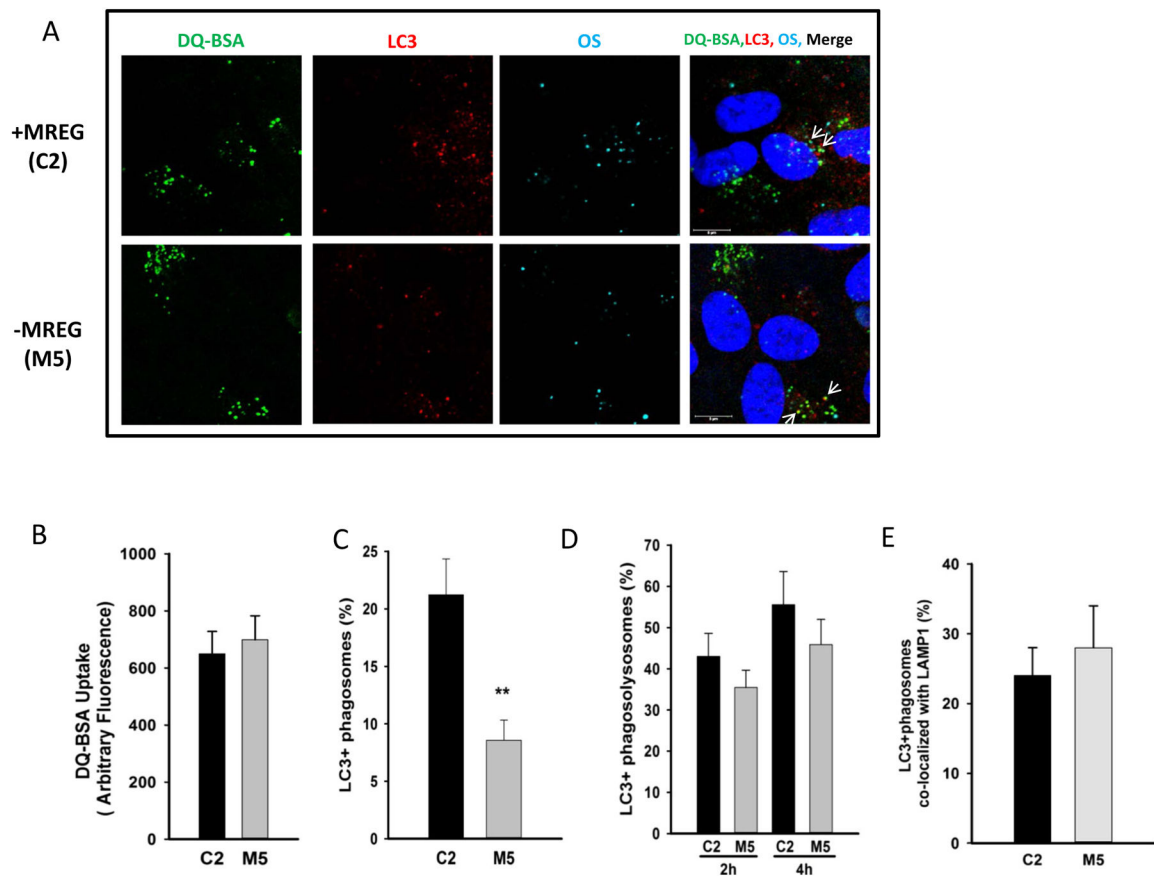 A
DQ-BSA
LC3
OS
DQ-BSA,LC3, OS, Merge
+MREG
(C2)
-MREG
(M5)
B
DQ-BSA Uptake
( Arbitrary Fluorescence)
1000
800
600
400
200
0
C2 M5
C
LC3+ phagosomes (%)
25
20
15
10
5
0
**
C2 M5
D
LC3+ phagosolysosomes (%)
70
60
50
40
30
20
10
0
C2 M5 C2 M5
2h 4h
E
LC3+phagosomes
co-localized with LAMP1 (%)
40
30
20
10
0
C2 M5